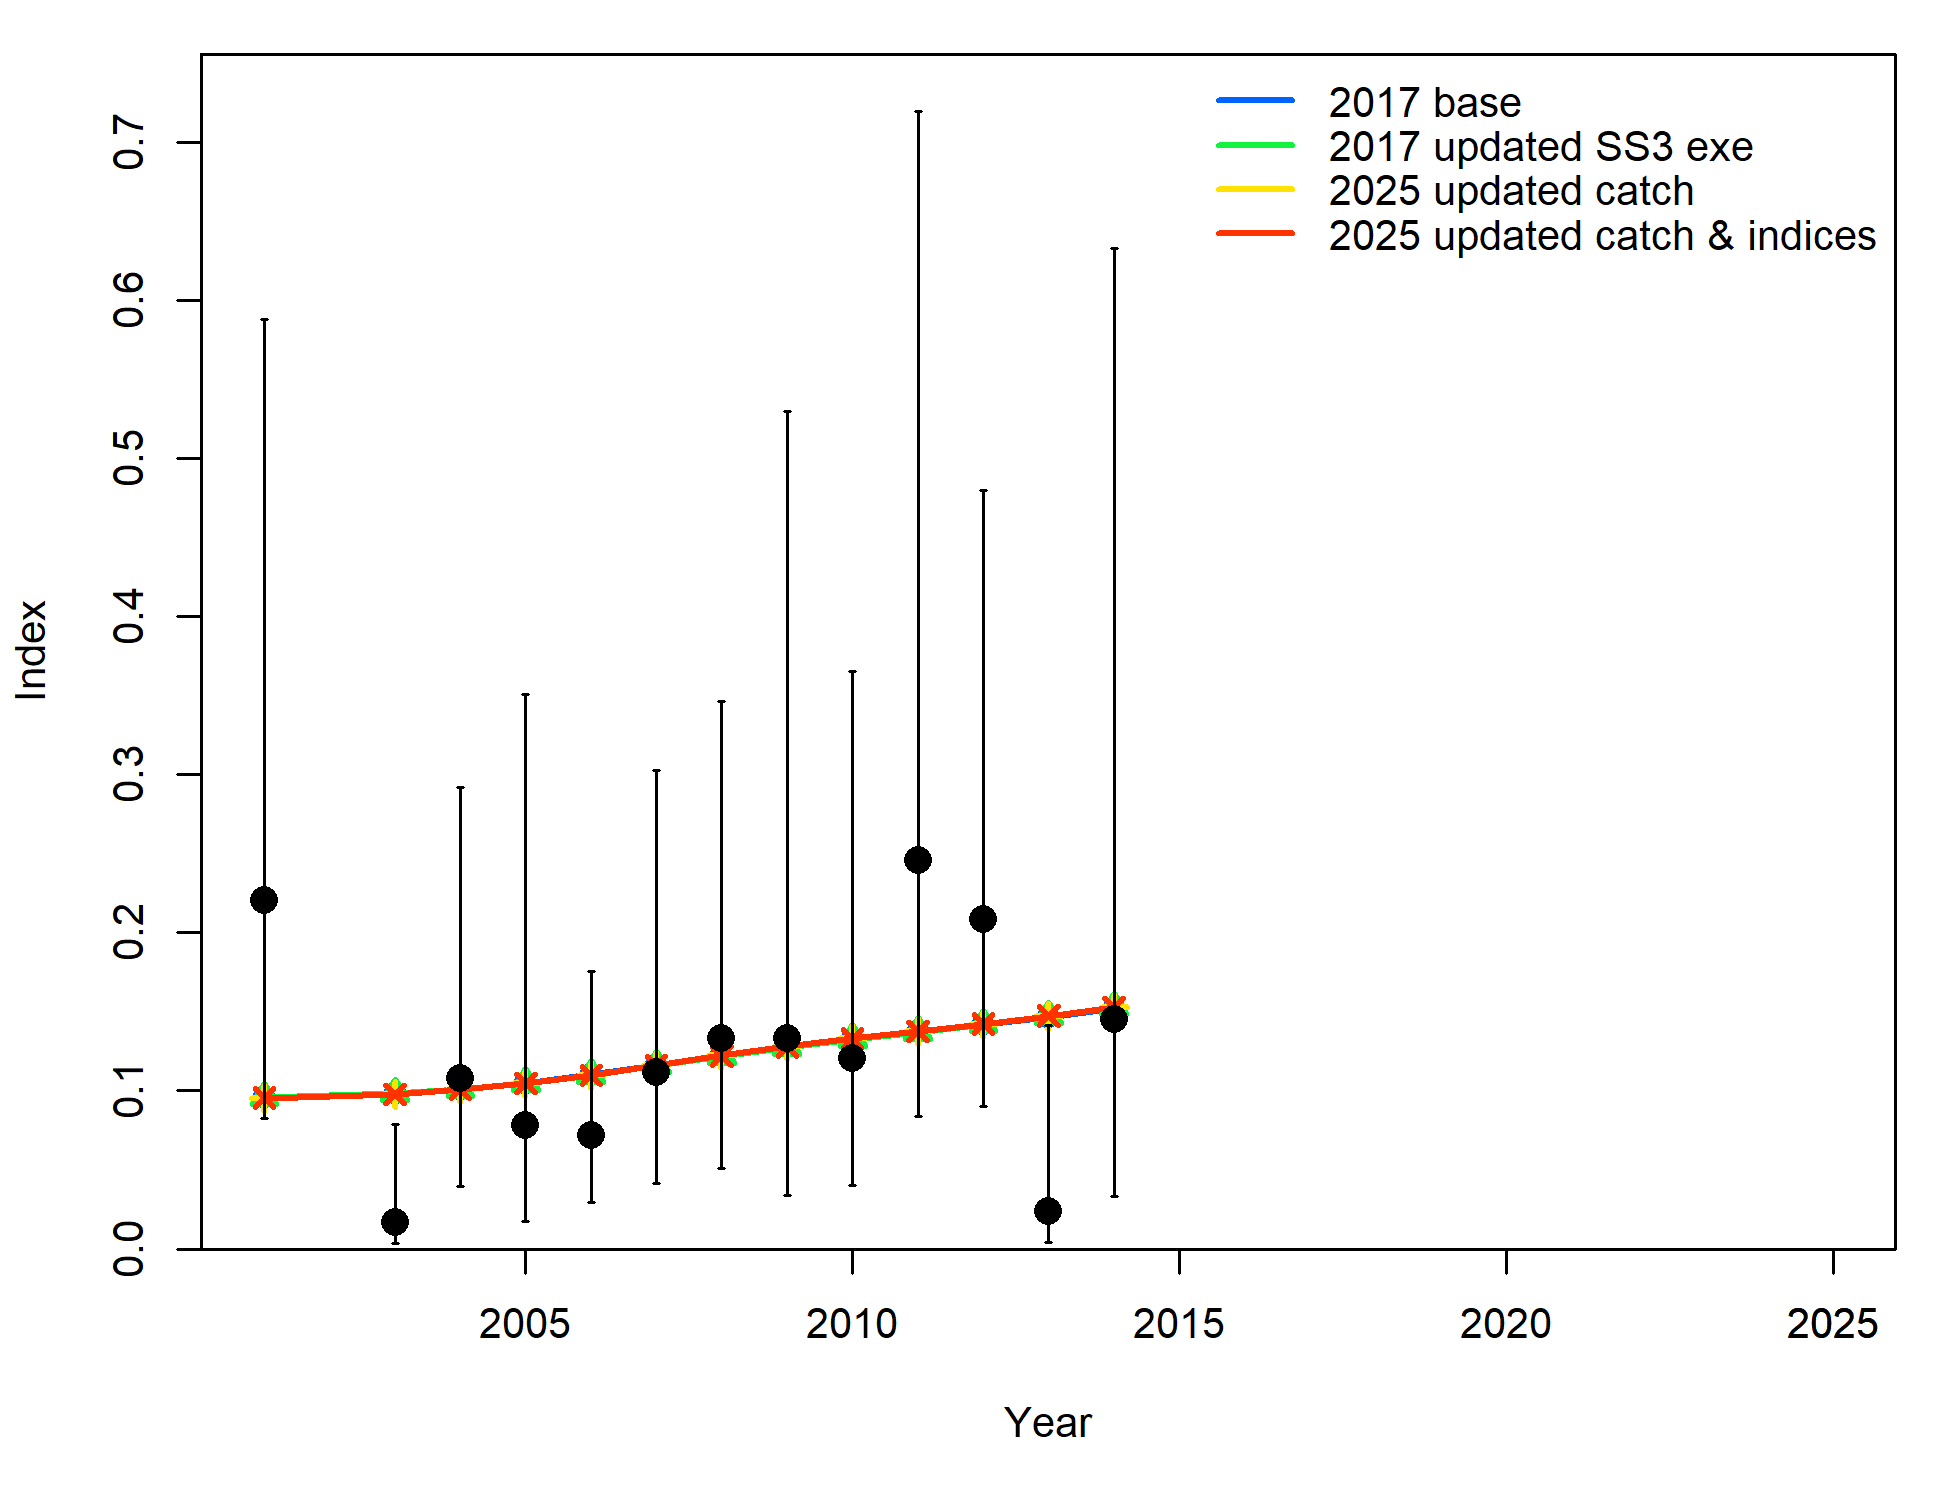 2017 base
2017 updated SS3 exe
2025 updated catch
2025 updated catch & indices
0.7
0.6
0.5
0.4
0.3
0.2
0.1
0.0
Index
2005 2010 2015 2020 2025
Year